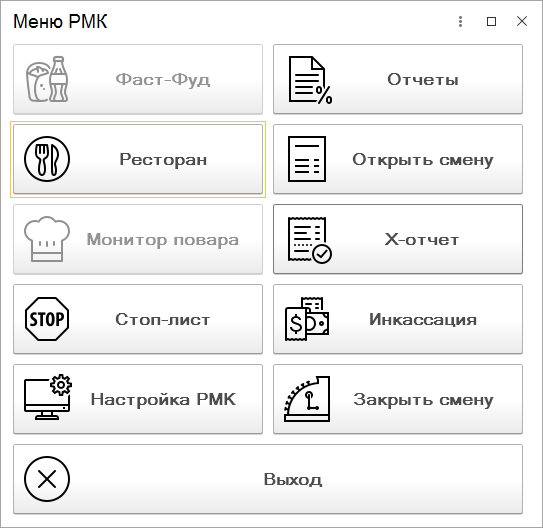 Меню РМК
Фаст-Фуд
Отчеты
%
Ресторан
Открыть смену
Монитор повара
X-отчет
STOP
Стоп-лист
$
Инкассация
Настройка РМК
Закрыть смену
Выход